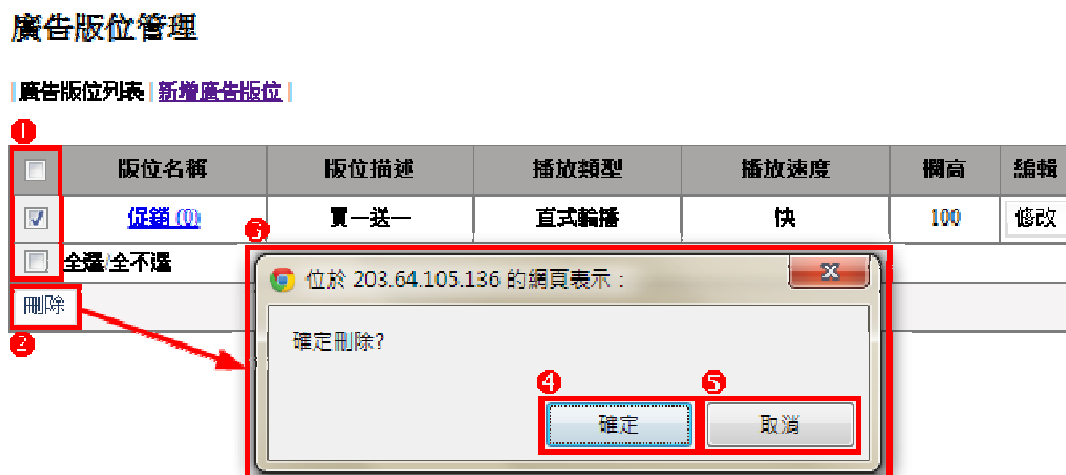 廣告版位管理
|廣告版位列表|新增廣告版位|
1
版位名稱 版位描述 播放類型 播放速度 欄高 編輯
促銷 (0) 買一送一 直式輪播 快 100 修改
3
全選/全不選
位於 203.64.105.136 的網頁表示：
刪除
2
確定刪除?
4 5
確定 取消